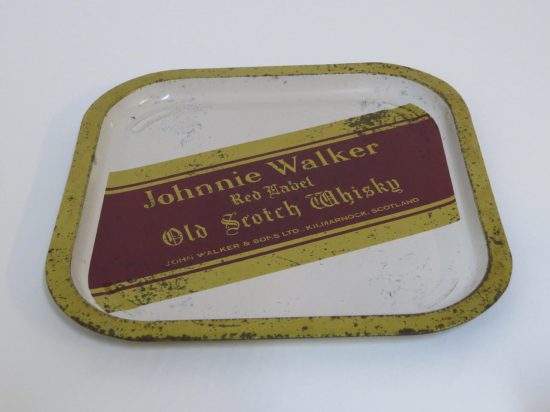 Johnnie Walker
Red Label
Old Scotch Whisky
JOHN WALKER & SONS LTD., KILMARNOCK, SCOTLAND